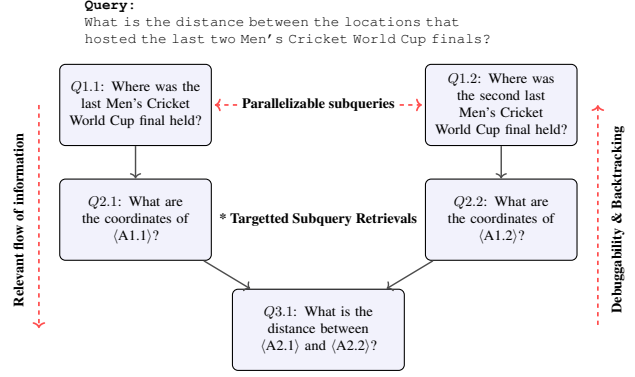 Query:
What is the distance between the locations that
hosted the last two Men's Cricket World Cup finals?
Q1.1: Where was the
last Men's Cricket
World Cup final held?
Parallelizable subqueries
Q1.2: Where was
the second last
Men's Cricket
World Cup final held?
Relevant flow of information
Debuggability & Backtracking
Q2.1: What are
the coordinates of
⟨A1.1⟩?
* Targetted Subquery Retrievals
Q2.2: What are
the coordinates of
⟨A1.2⟩?
Q3.1: What is the
distance between
⟨A2.1⟩ and ⟨A2.2⟩?